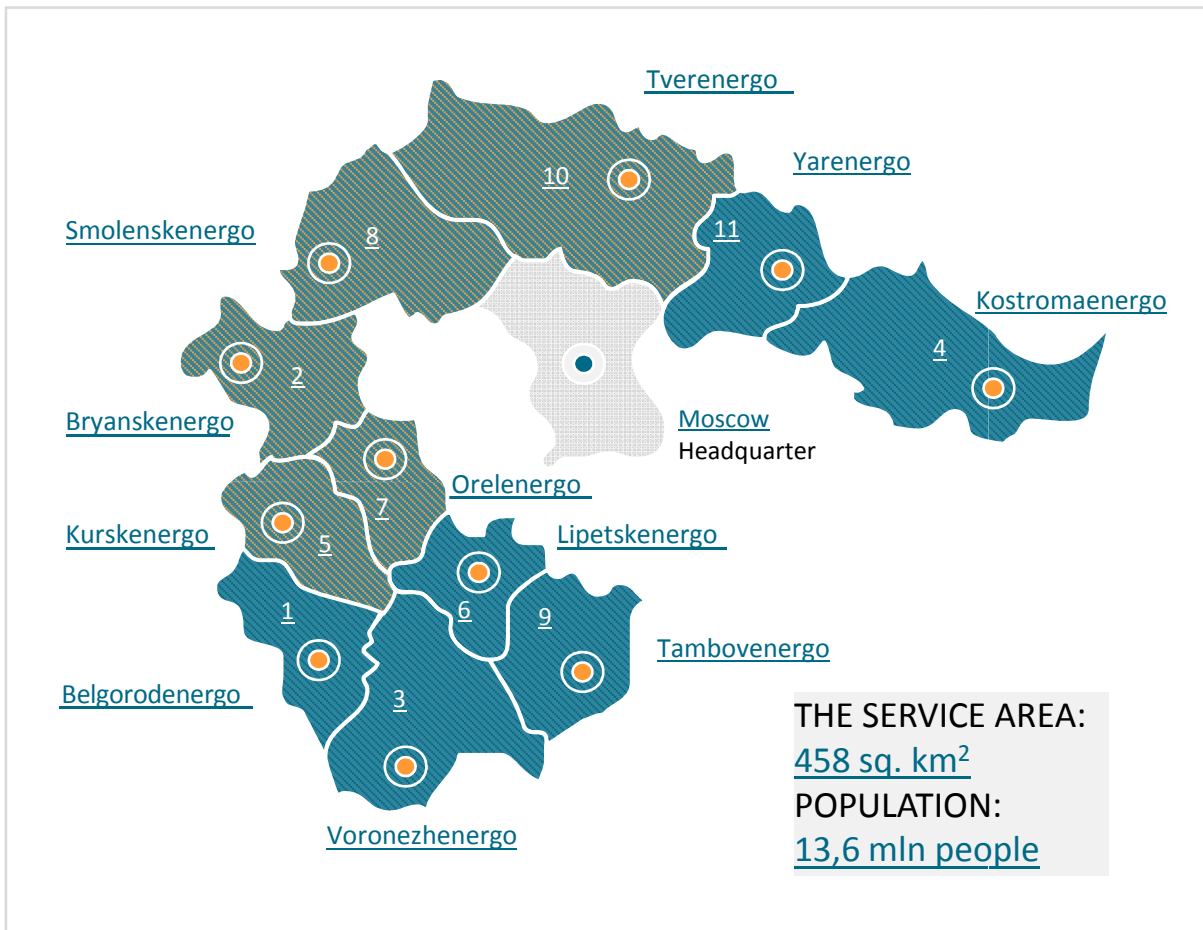 Tverenergo
Yarenergo
10
11
Smolenskenergo
8
Kostromaenergo
4
2
Bryanskenergo
Moscow
Headquarter
Orelenergo
7
Kurskenergo
5
Lipetskenergo
1
6
9
Tambovenergo
Belgorodenergo
3
Voronezhenergo
THE SERVICE AREA:
458 sq. km²
POPULATION:
13,6 mln people